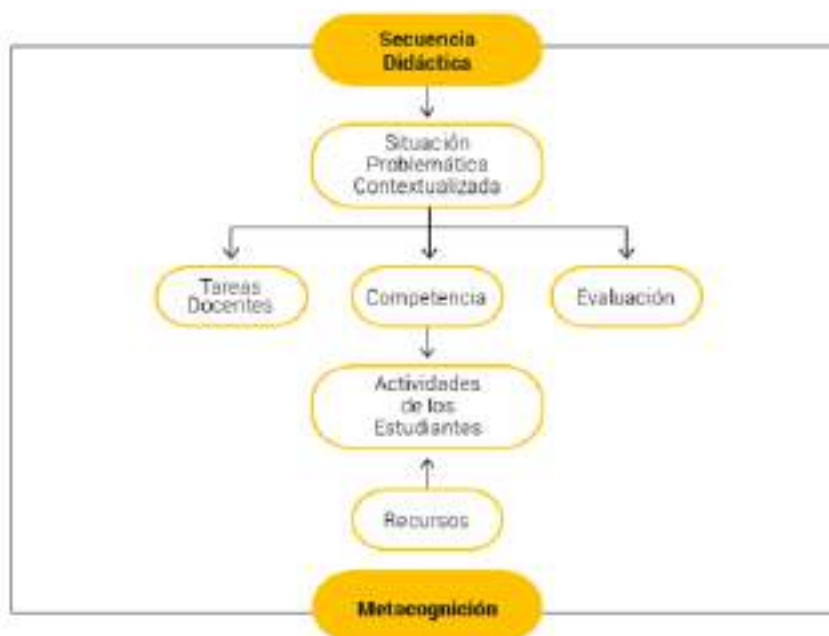 Secuencia
Didáctica
Situación
Problemática
Contextualizada
Tareas
Docentes
Competencia
Evaluación
Actividades
de los
Estudiantes
Recursos
Metacognición